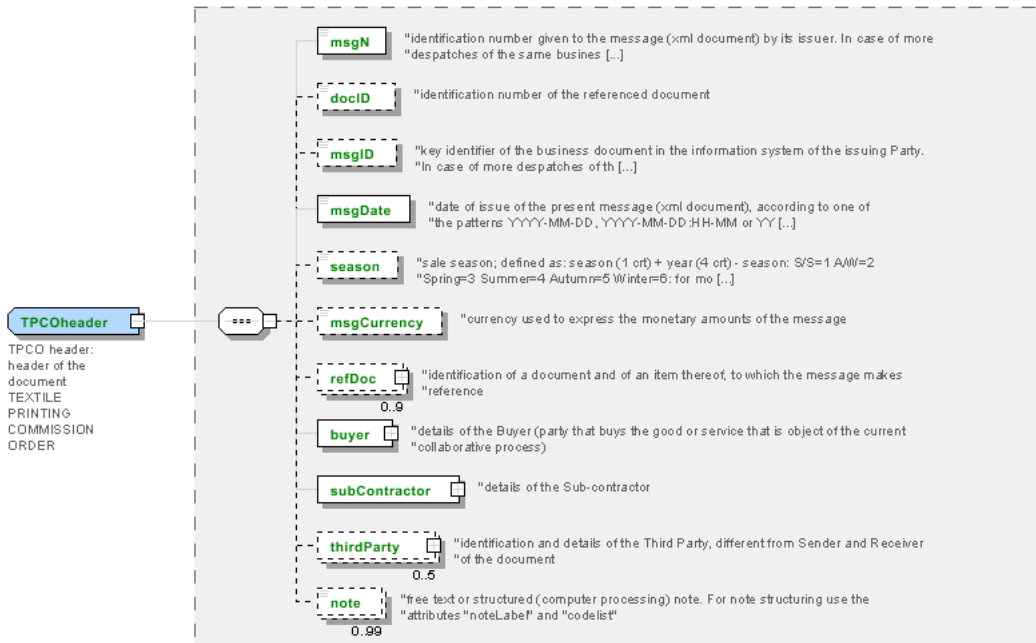 msgN
"identification number given to the message (xml document) by its issuer. In case of more
"despatches of the same busines [...]
docID
"identification number of the referenced document
msgID
"key identifier of the business document in the information system of the issuing Party.
"In case of more despatches of th [...]
msgDate
"date of issue of the present message (xml document), according to one of
"the patterns YYYY-MM-DD, YYYY-MM-DD:HH-MM or YY [...]
season
"sale season; defined as: season (1 crt) + year (4 crt) - season: S/S=1 A/W=2
"Spring=3 Summer=4 Autumn=5 Winter=6: for mo [...]
TPCOheader
TPCO header:
header of the
document
TEXTILE
PRINTING
COMMISSION
ORDER
msgCurrency
"currency used to express the monetary amounts of the message
refDoc
0..9
"identification of a document and of an item thereof, to which the message makes
"reference
buyer
"details of the Buyer (party that buys the good or service that is object of the current
"collaborative process)
subContractor
"details of the Sub-contractor
thirdParty
0..5
"identification and details of the Third Party, different from Sender and Receiver
"of the document
note
0..99
"free text or structured (computer processing) note. For note structuring use the
"attributes "noteLabel" and "codelist"